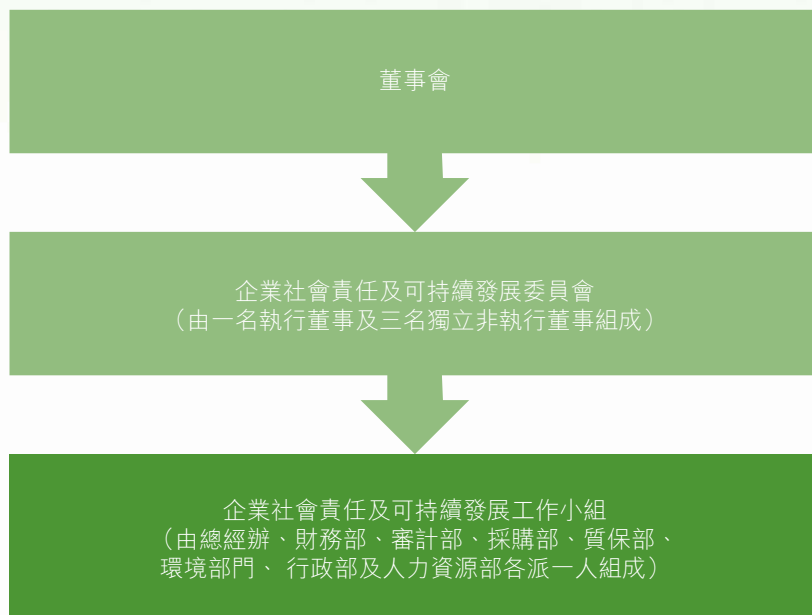 董事會
企業社會責任及可持續發展委員會
（由一名執行董事及三名獨立非執行董事組成）
企業社會責任及可持續發展工作小組
（由總經辦、財務部、審計部、採購部、質保部、
環境部門、 行政部及人力資源部各派一人組成）